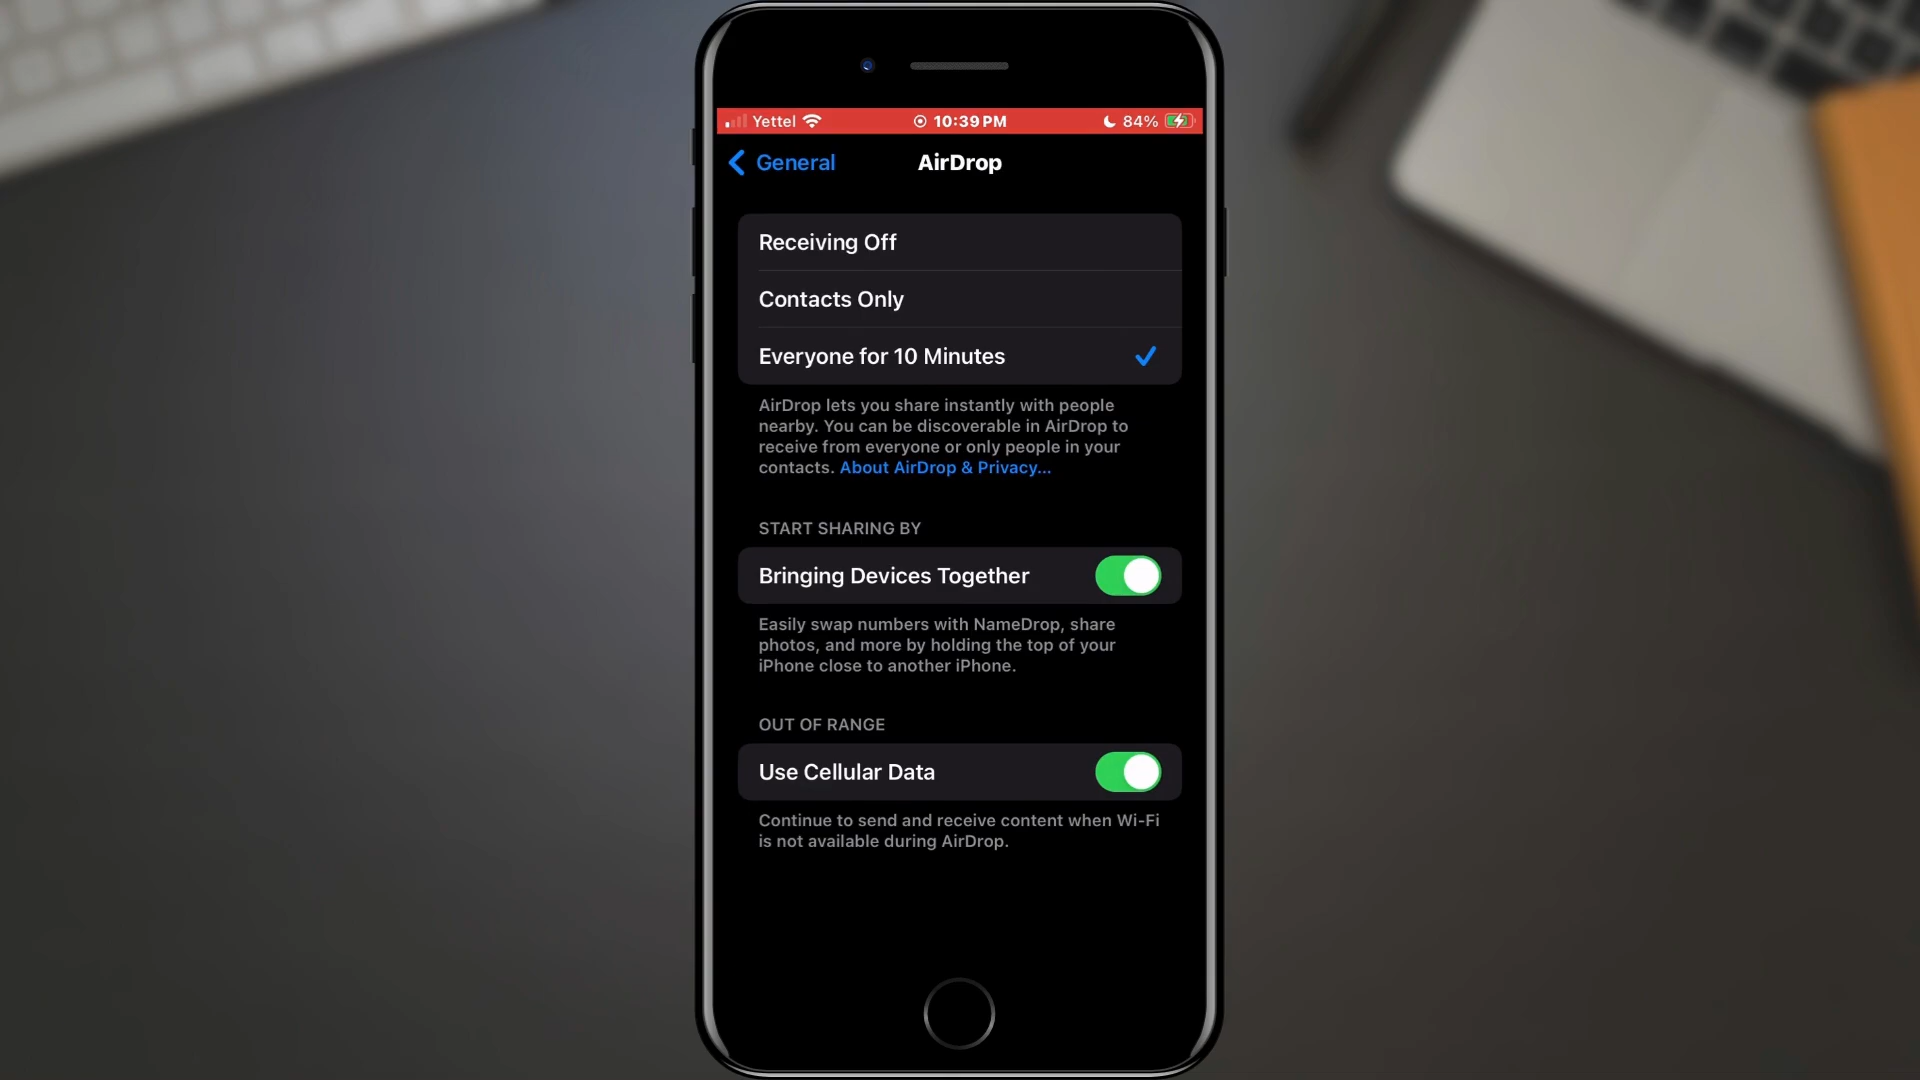 Yettel 10:39 PM 84%
General AirDrop
Receiving Off
Contacts Only
Everyone for 10 Minutes
AirDrop lets you share instantly with people
nearby. You can be discoverable in AirDrop to
receive from everyone or only people in your
contacts. About AirDrop & Privacy...
START SHARING BY
Bringing Devices Together
Easily swap numbers with NameDrop, share
photos, and more by holding the top of your
iPhone close to another iPhone.
OUT OF RANGE
Use Cellular Data
Continue to send and receive content when Wi-Fi
is not available during AirDrop.